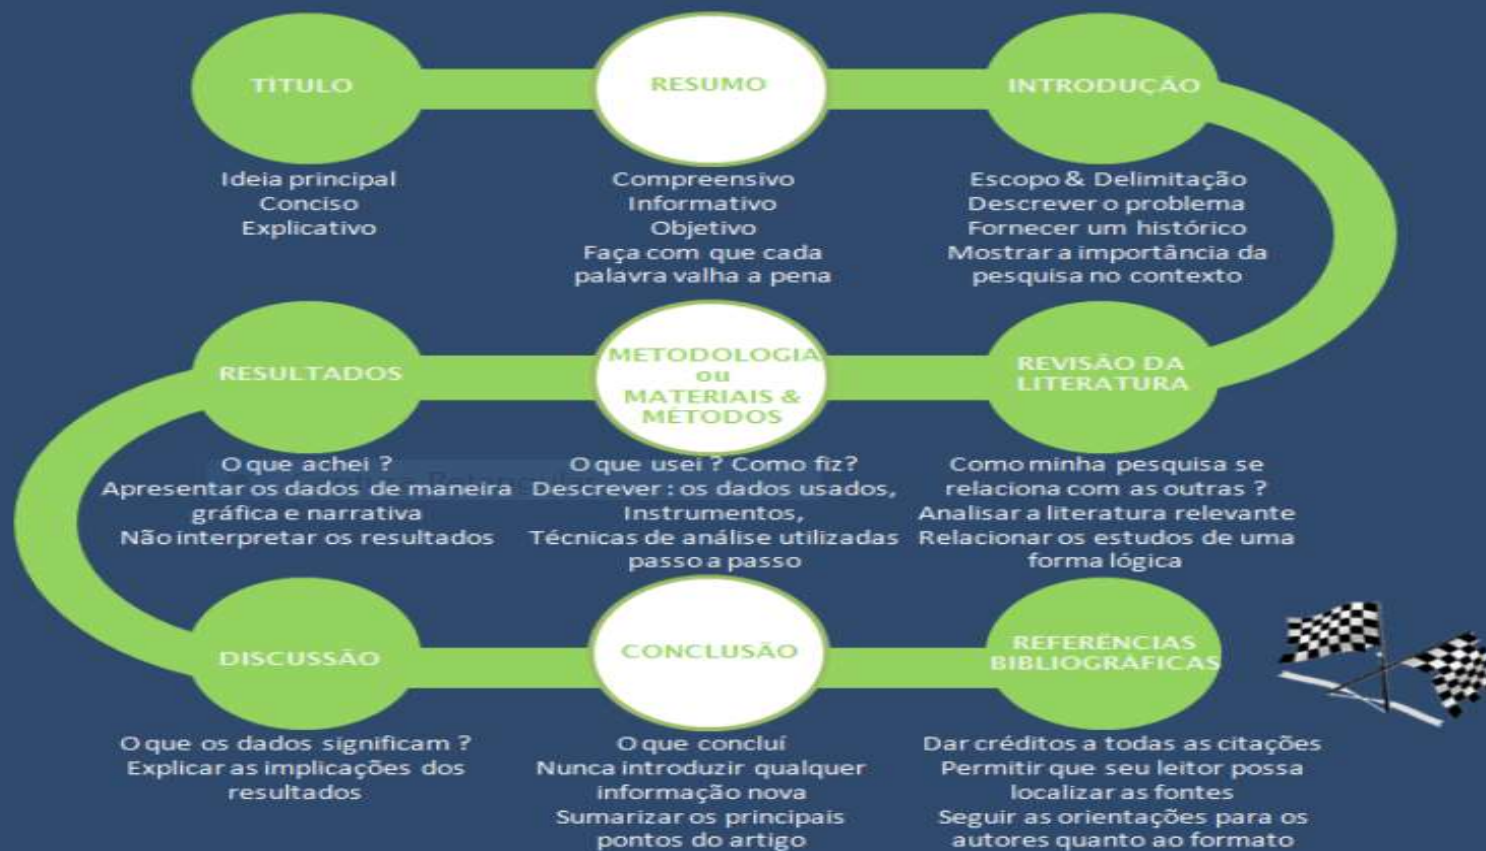 TÍTULO
Ideia principal
Conciso
Explicativo
RESUMO
Compreensivo
Informativo
Objetivo
Faça com que cada
palavra valha a pena
INTRODUÇÃO
Escopo & Delimitação
Descrever o problema
Fornecer um histórico
Mostrar a importância da
pesquisa no contexto
REVISÃO DA
LITERATURA
Como minha pesquisa se
relaciona com as outras ?
Analisar a literatura relevante
Relacionar os estudos de uma
forma lógica
METODOLOGIA
ou
MATERIAIS &
MÉTODOS
O que usei ? Como fiz?
Descrever : os dados usados,
Instrumentos,
Técnicas de análise utilizadas
passo a passo
RESULTADOS
O que achei ?
Apresentar os dados de maneira
gráfica e narrativa
Não interpretar os resultados
DISCUSSÃO
O que os dados significam ?
Explicar as implicações dos
resultados
CONCLUSÃO
O que concluí
Nunca introduzir qualquer
informação nova
Sumarizar os principais
pontos do artigo
REFERÊNCIAS
BIBLIOGRÁFICAS
Dar créditos a todas as citações
Permitir que seu leitor possa
localizar as fontes
Seguir as orientações para os
autores quanto ao formato